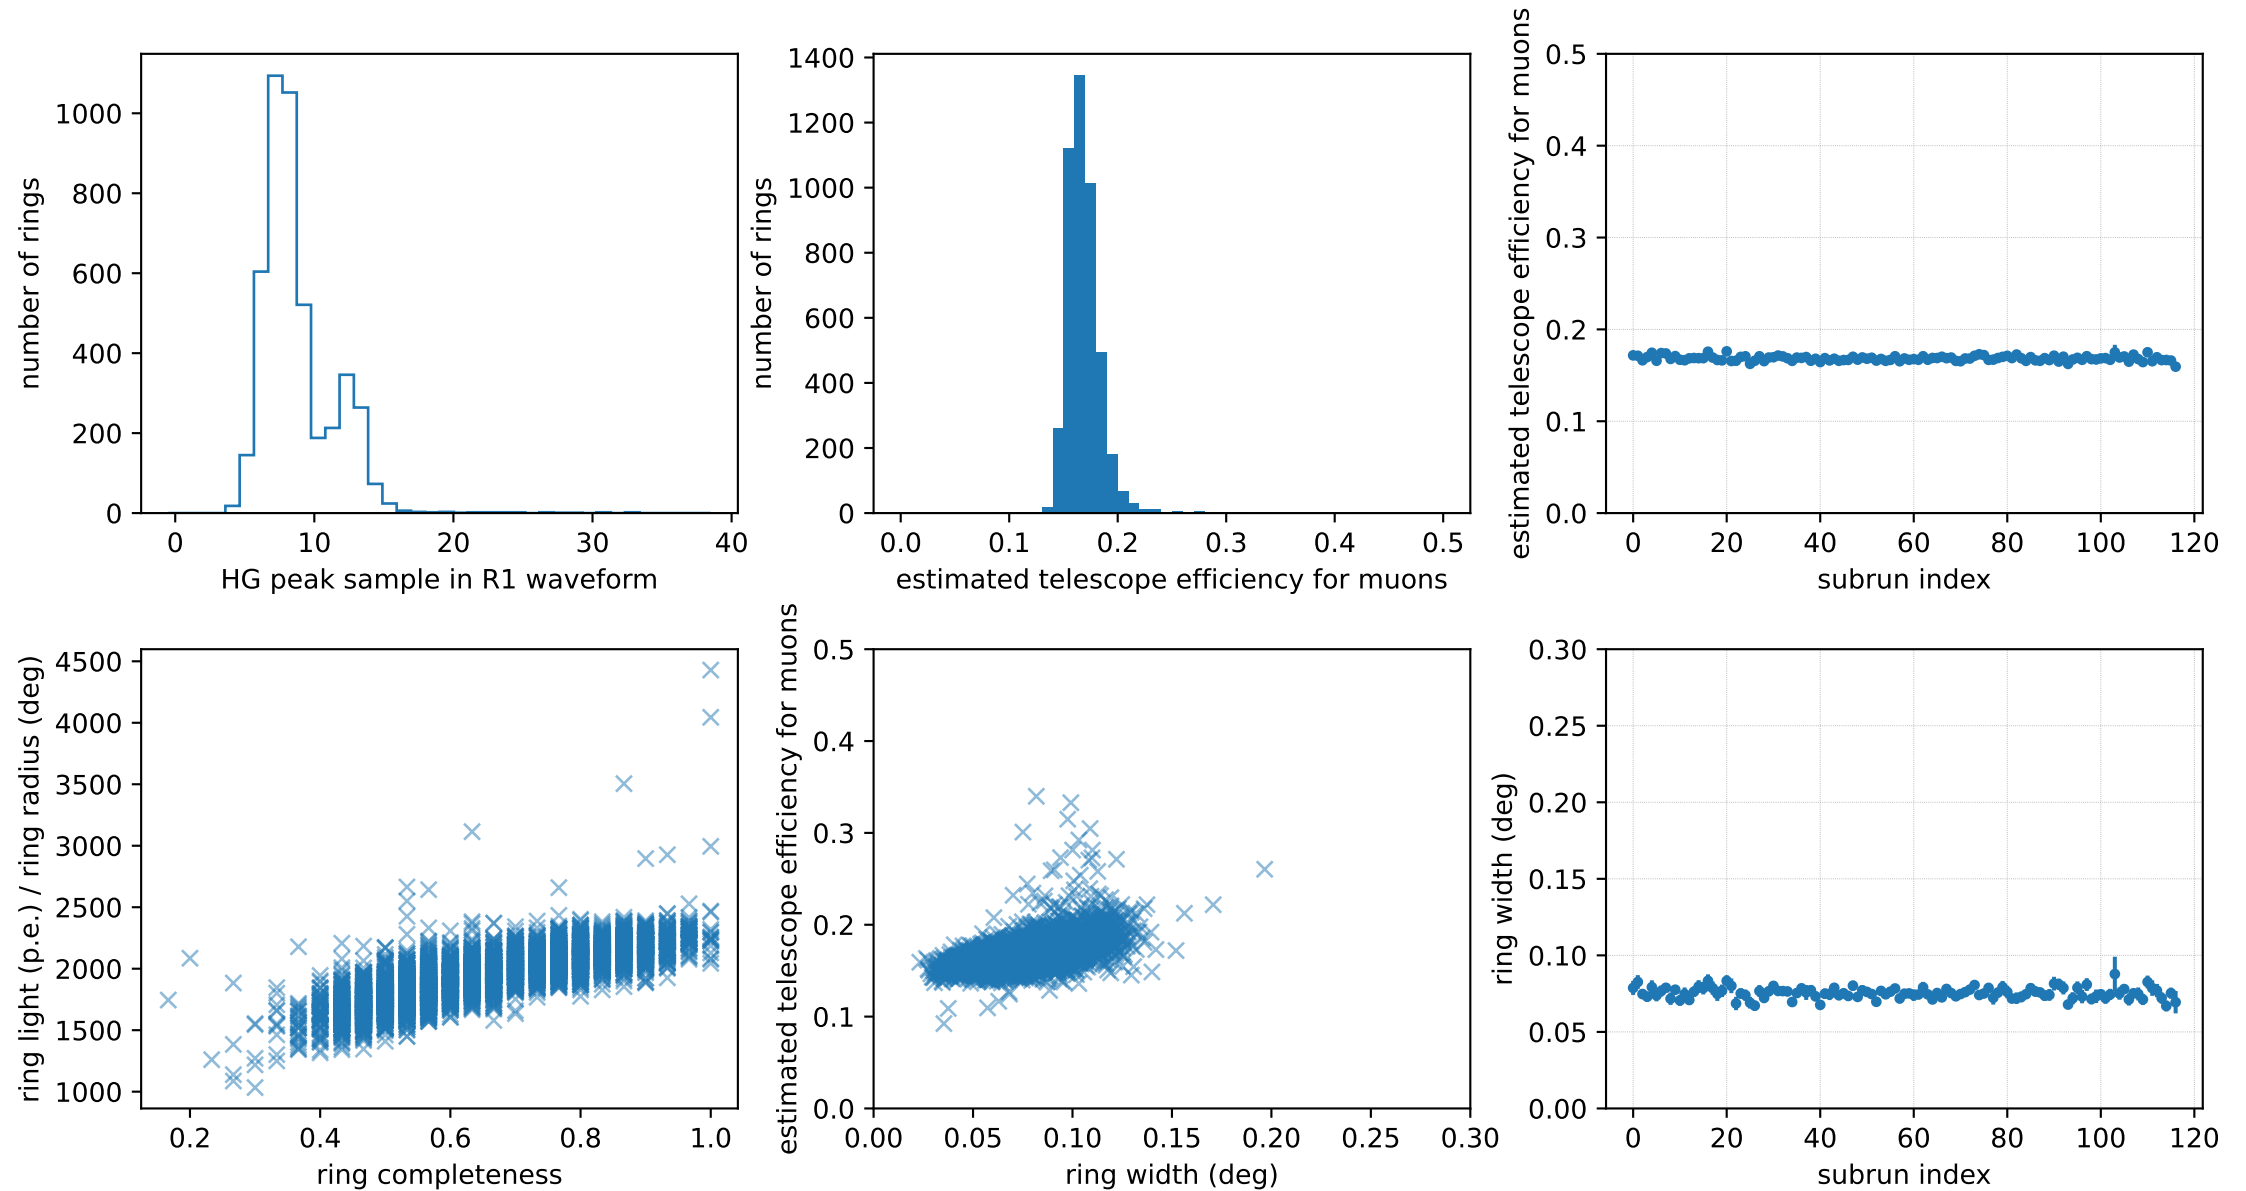 1000
800
600
400
200
0
number of rings
0 10 20 30 40
HG peak sample in R1 waveform
1400
1200
1000
800
600
400
200
0
number of rings
0.0 0.1 0.2 0.3 0.4 0.5
estimated telescope efficiency for muons
0.5
0.4
0.3
0.2
0.1
0.0
estimated telescope efficiency for muons
0 20 40 60 80 100 120
subrun index
4500
4000
3500
3000
2500
2000
1500
1000
ring light (p.e.) / ring radius (deg)
0.2 0.4 0.6 0.8 1.0
ring completeness
0.5
0.4
0.3
0.2
0.1
0.0
estimated telescope efficiency for muons
0.00 0.05 0.10 0.15 0.20 0.25 0.30
ring width (deg)
0.30
0.25
0.20
0.15
0.10
0.05
0.00
ring width (deg)
0 20 40 60 80 100 120
subrun index